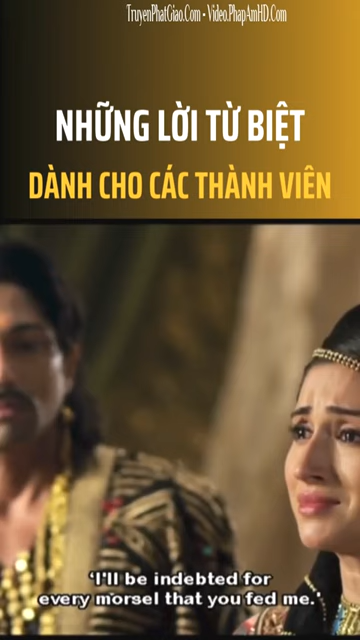 TruyenPhatGiao.Com • Video.PhapAmHD.Com
NHỮNG LỜI TỪ BIỆT
DÀNH CHO CÁC THÀNH VIÊN
'I'll be indebted for
every morsel that you fed me.